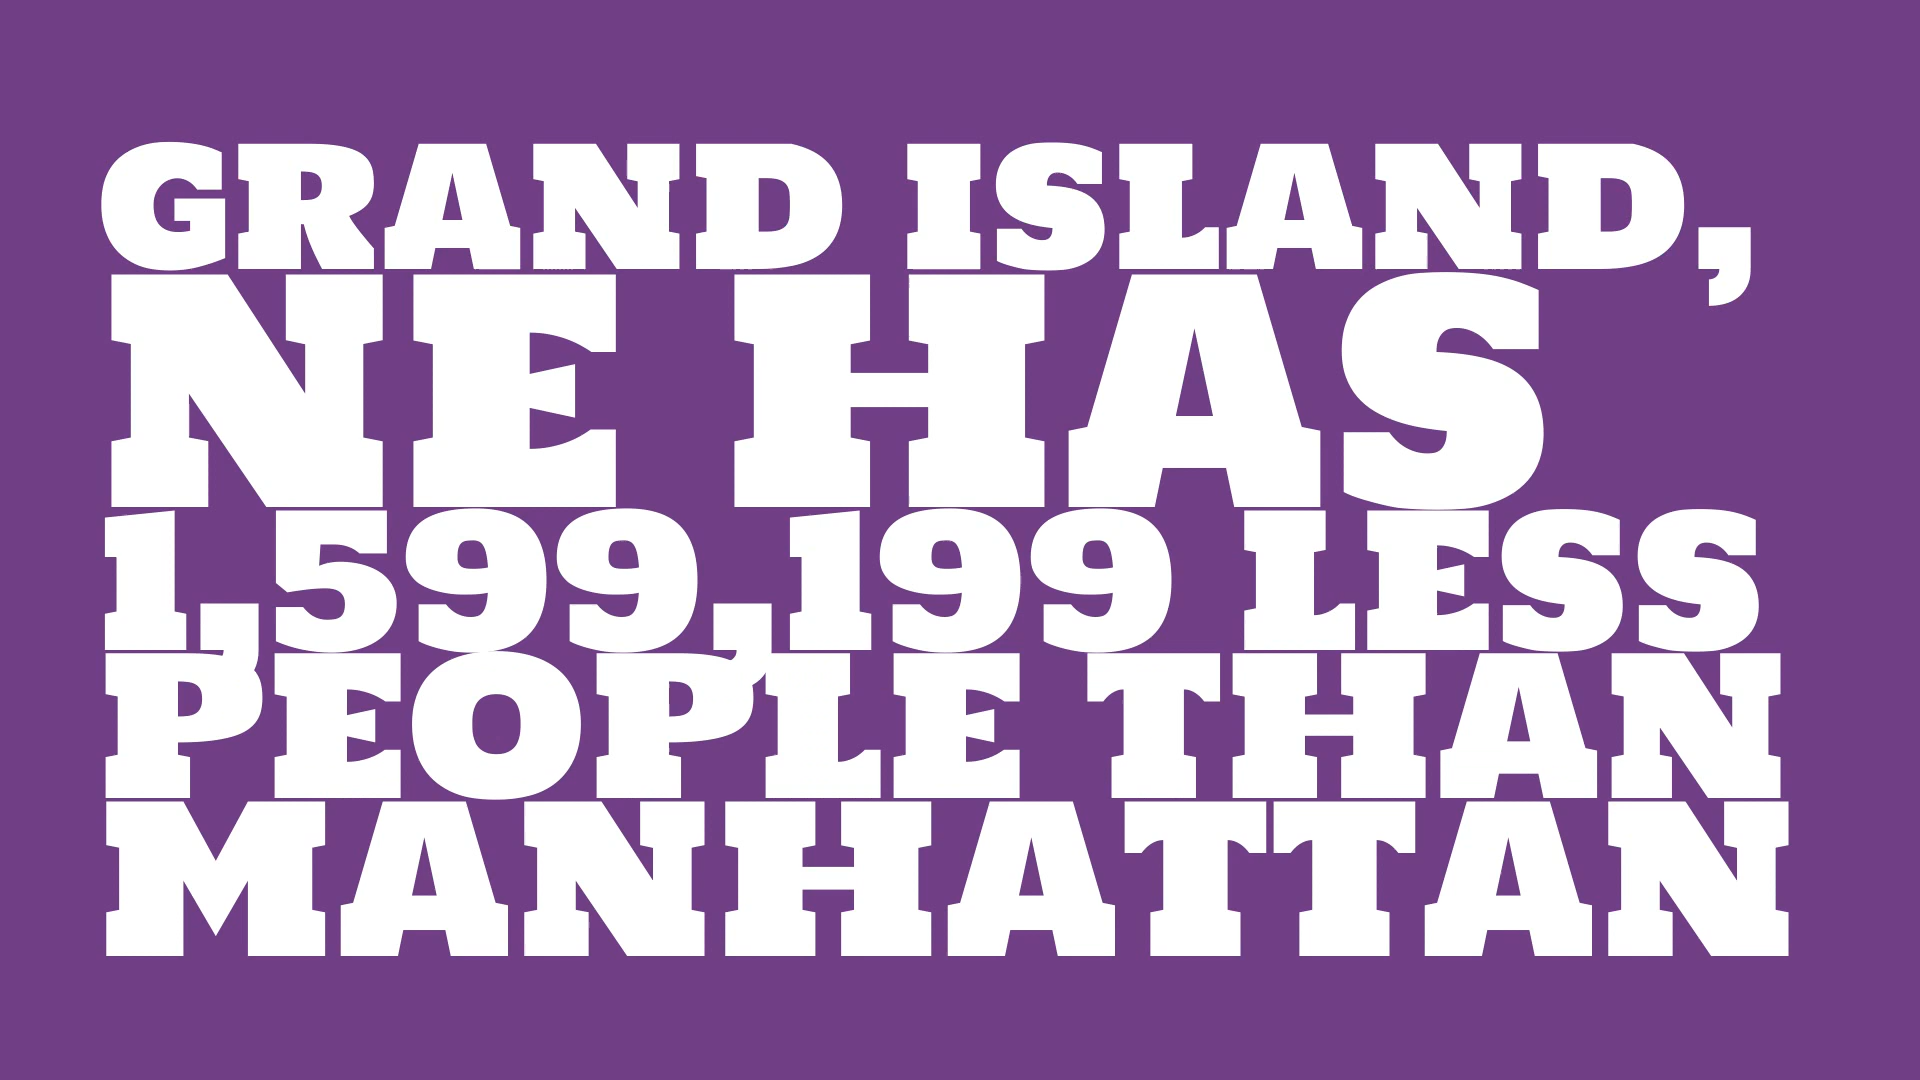 GRAND ISLAND,
NE HAS
1,599,199 LESS
PEOPLE THAN
MANHATTAN